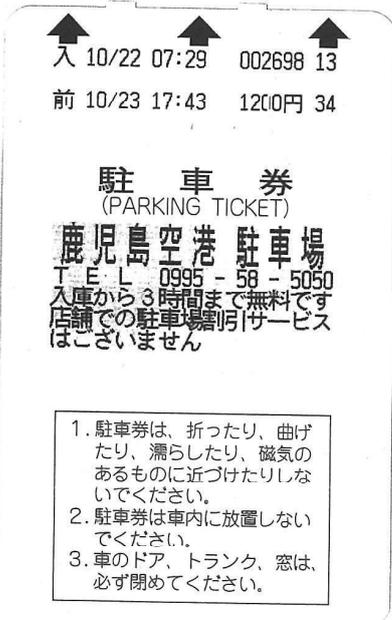 入 10/22 07:29 002698 13
前 10/23 17:43 1200円 34
駐車券
(PARKING TICKET)
鹿児島空港 駐車場
TEL 0995-58-5050
入庫から3時間まで無料です
店舗での駐車場割引サービス
はございません
1.駐車券は、折ったり、曲げ
たり、濡らしたり、磁気の
あるものに近づけたりしな
いでください。
2.駐車券は車内に放置しない
でください。
3.車のドア、トランク、窓は、
必ず閉めてください。